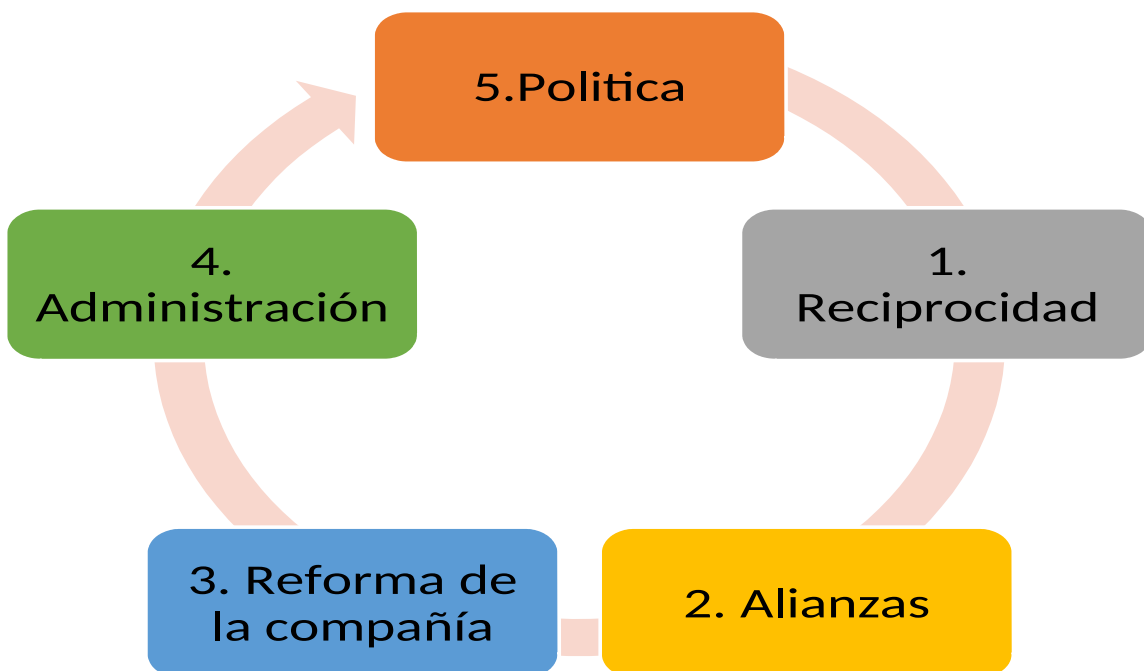 5.Politica
4.
Administración
1.
Reciprocidad
3. Reforma de
la compañía
2. Alianzas